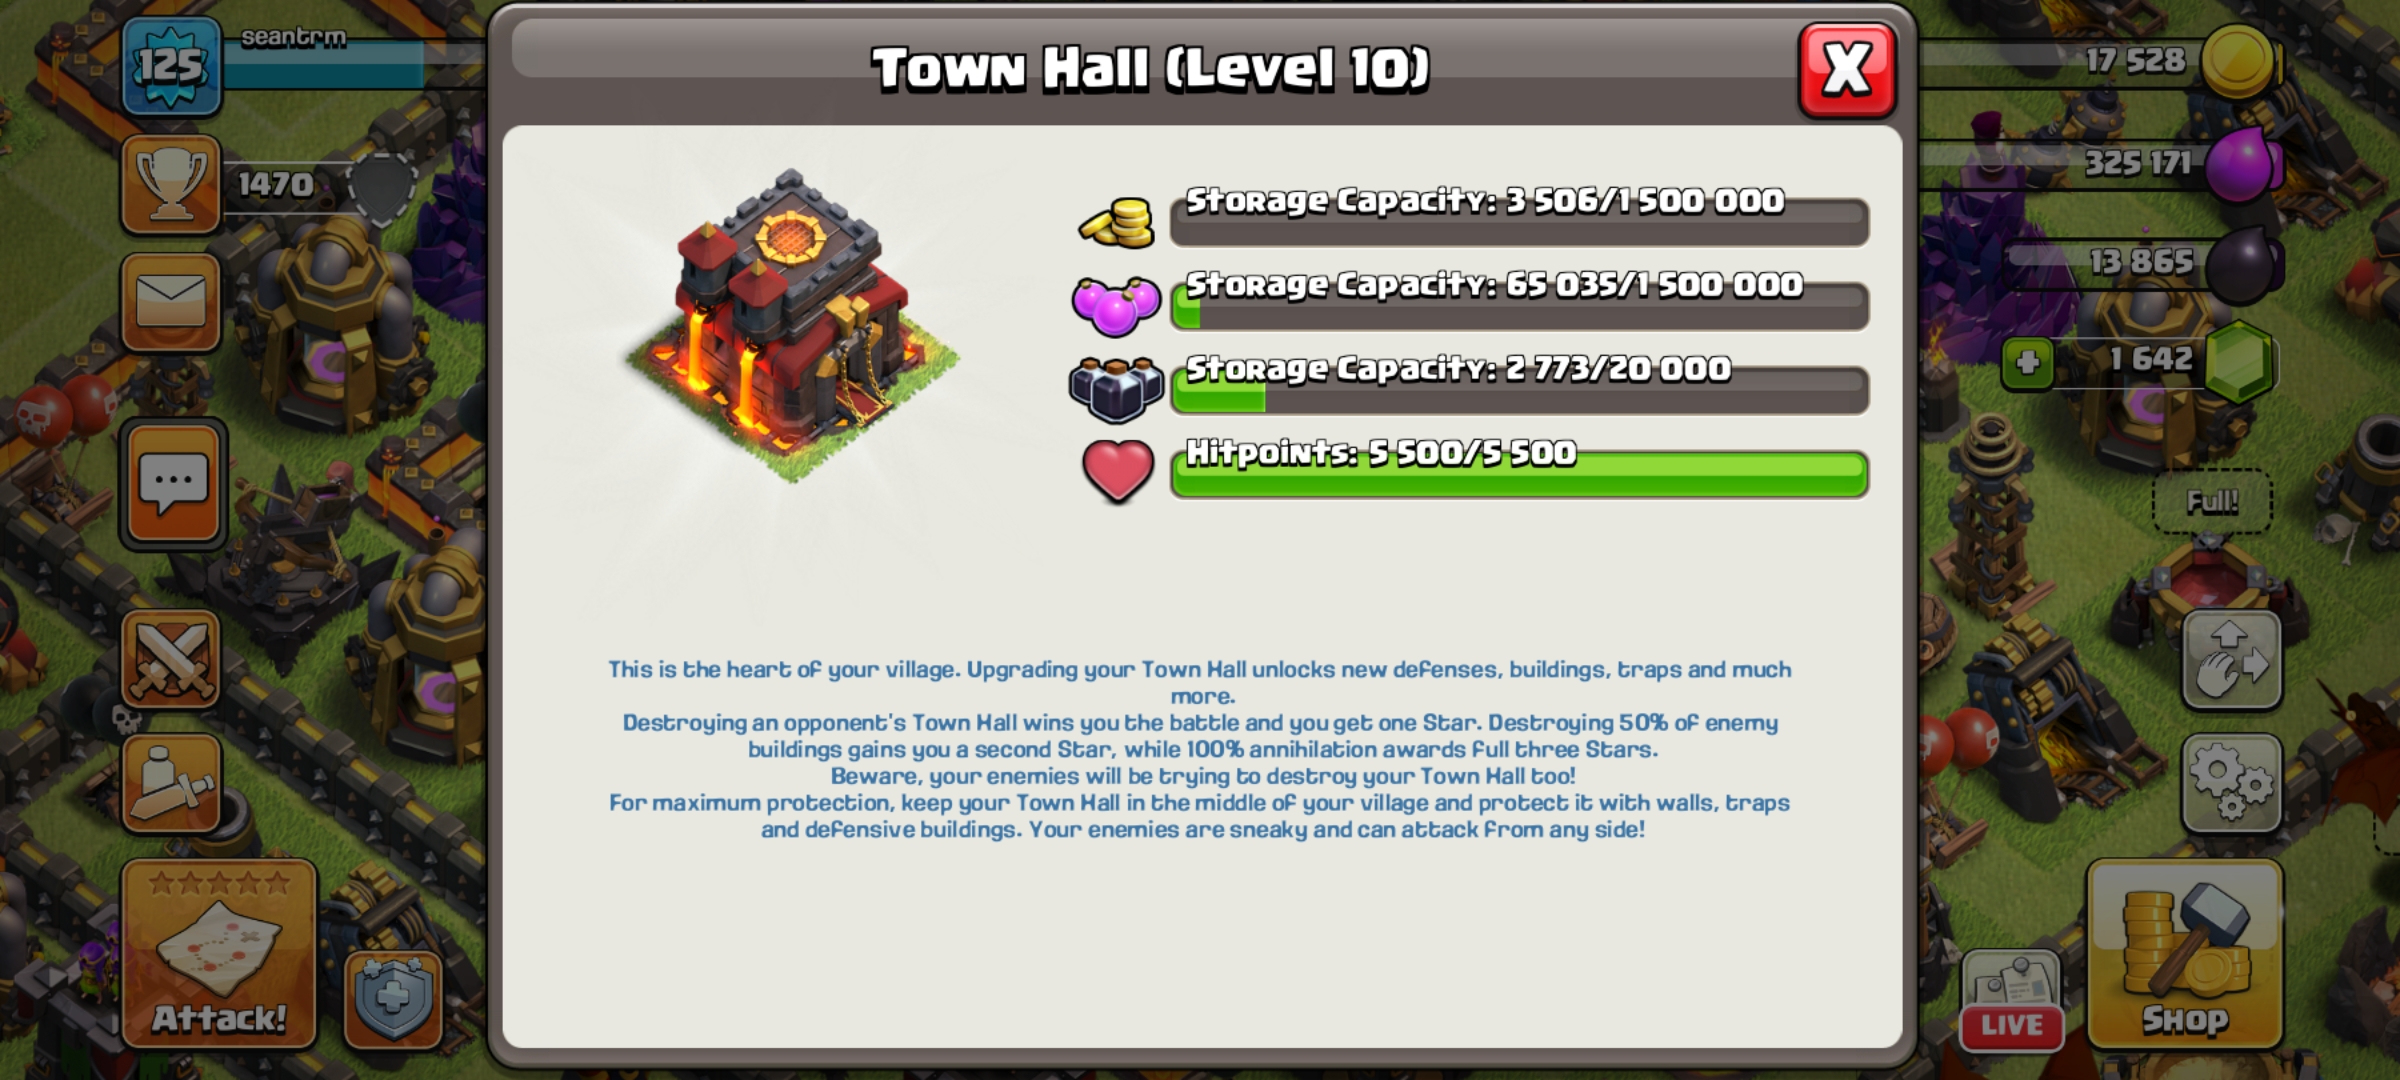 125
seantrm
Town Hall (Level 10)
17 528
1470
325 171
13 865
1 642
Storage Capacity: 3 506/1 500 000
Storage Capacity: 65 035/1 500 000
Storage Capacity: 2 773/20 000
Hitpoints: 5 500/5 500
Full!
This is the heart of your village. Upgrading your Town Hall unlocks new defenses, buildings, traps and much
more.
Destroying an opponent's Town Hall wins you the battle and you get one Star. Destroying 50% of enemy
buildings gains you a second Star, while 100% annihilation awards full three Stars.
Beware, your enemies will be trying to destroy your Town Hall too!
For maximum protection, keep your Town Hall in the middle of your village and protect it with walls, traps
and defensive buildings. Your enemies are sneaky and can attack from any side!
Attack!
LIVE
Shop